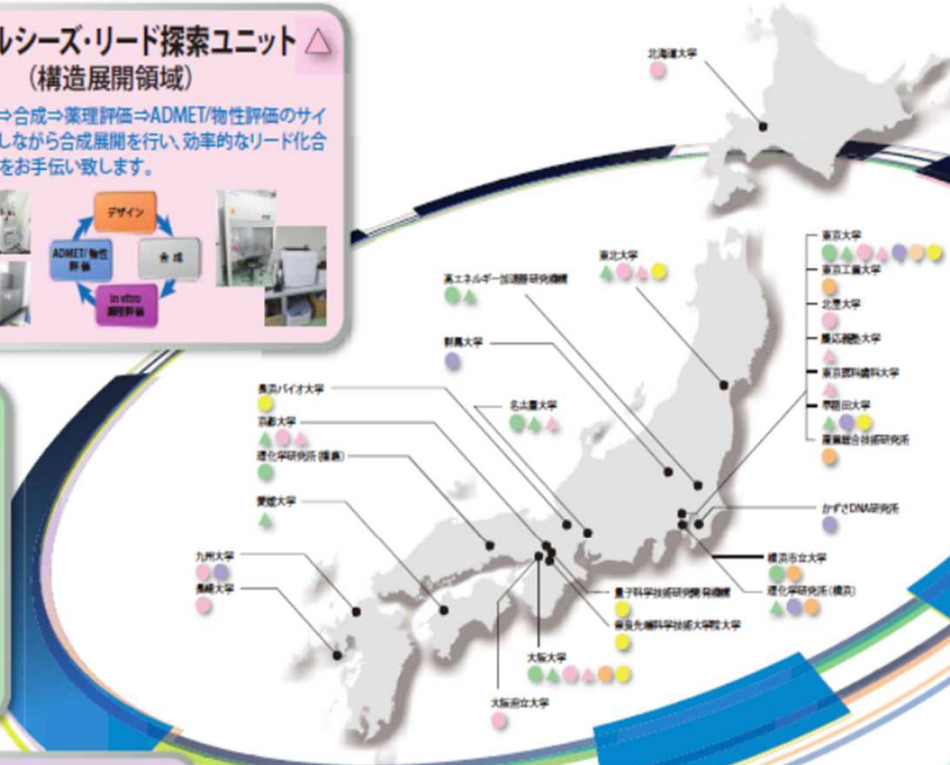 ルシーズ・リード探索ユニット
(構造展開領域)
⇒合成⇒薬理評価⇒ADMET/物性評価のサイ
しながら合成展開を行い、効率的なリード化合
をお手伝い致します。
デザイン
ADMET/物性
評価
合成
in vitro
薬理評価
北海道大学
東北大学
高エネルギー加速器研究機構
群馬大学
長浜バイオ大学
名古屋大学
京都大学
理化学研究所(播磨)
愛媛大学
九州大学
長崎大学
東京大学
東京工業大学
北里大学
慶応義塾大学
東京医科歯科大学
早稲田大学
産業総合技術研究所
かずさDNA研究所
横浜市立大学
理化学研究所(横浜)
量子科学技術研究開発機構
奈良先端科学技術大学院大学
大阪大学
大阪府立大学